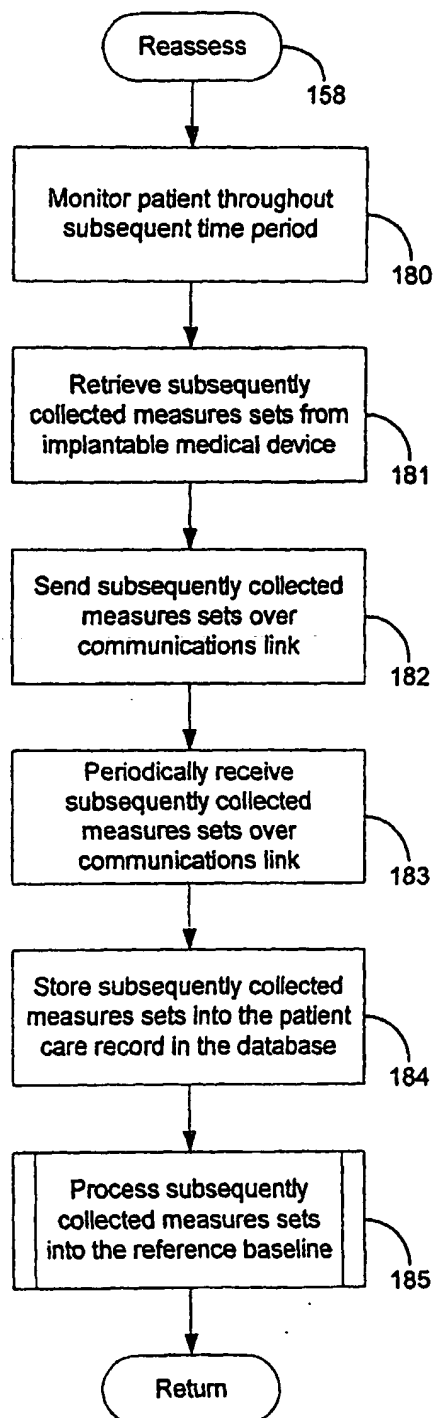 Reassess
158
Monitor patient throughout
subsequent time period
180
Retrieve subsequently
collected measures sets from
implantable medical device
181
Send subsequently collected
measures sets over
communications link
182
Periodically receive
subsequently collected
measures sets over
communications link
183
Store subsequently collected
measures sets into the patient
care record in the database
184
Process subsequently
collected measures sets
into the reference baseline
185
Return